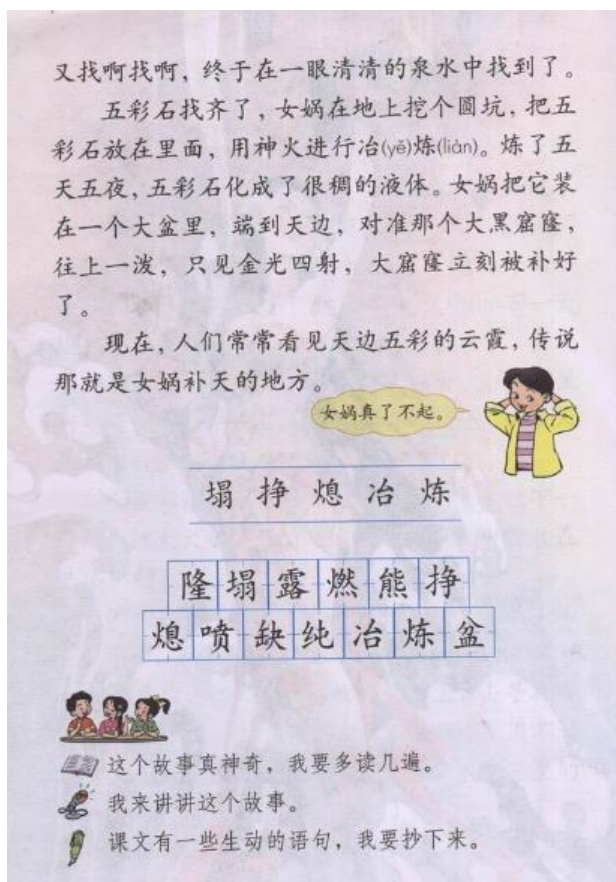 又找啊找啊，终于在一眼清清的泉水中找到了。
五彩石找齐了，女娲在地上挖个圆坑，把五
彩石放在里面，用神火进行冶(yě)炼(liàn)。炼了五
天五夜，五彩石化成了很稠的液体。女娲把它装
在一个大盆里，端到天边，对准那个大黑窟窿，
往上一泼，只见金光四射，大窟窿立刻被补好
了。
现在，人们常常看见天边五彩的云霞，传说
那就是女娲补天的地方。
女娲真了不起。
塌 挣 熄 冶 炼
隆 塌 露 燃 熊 挣
熄 喷 缺 纯 冶 炼 盆
这个故事真神奇，我要多读几遍。
我来讲讲这个故事。
课文有一些生动的语句，我要抄下来。